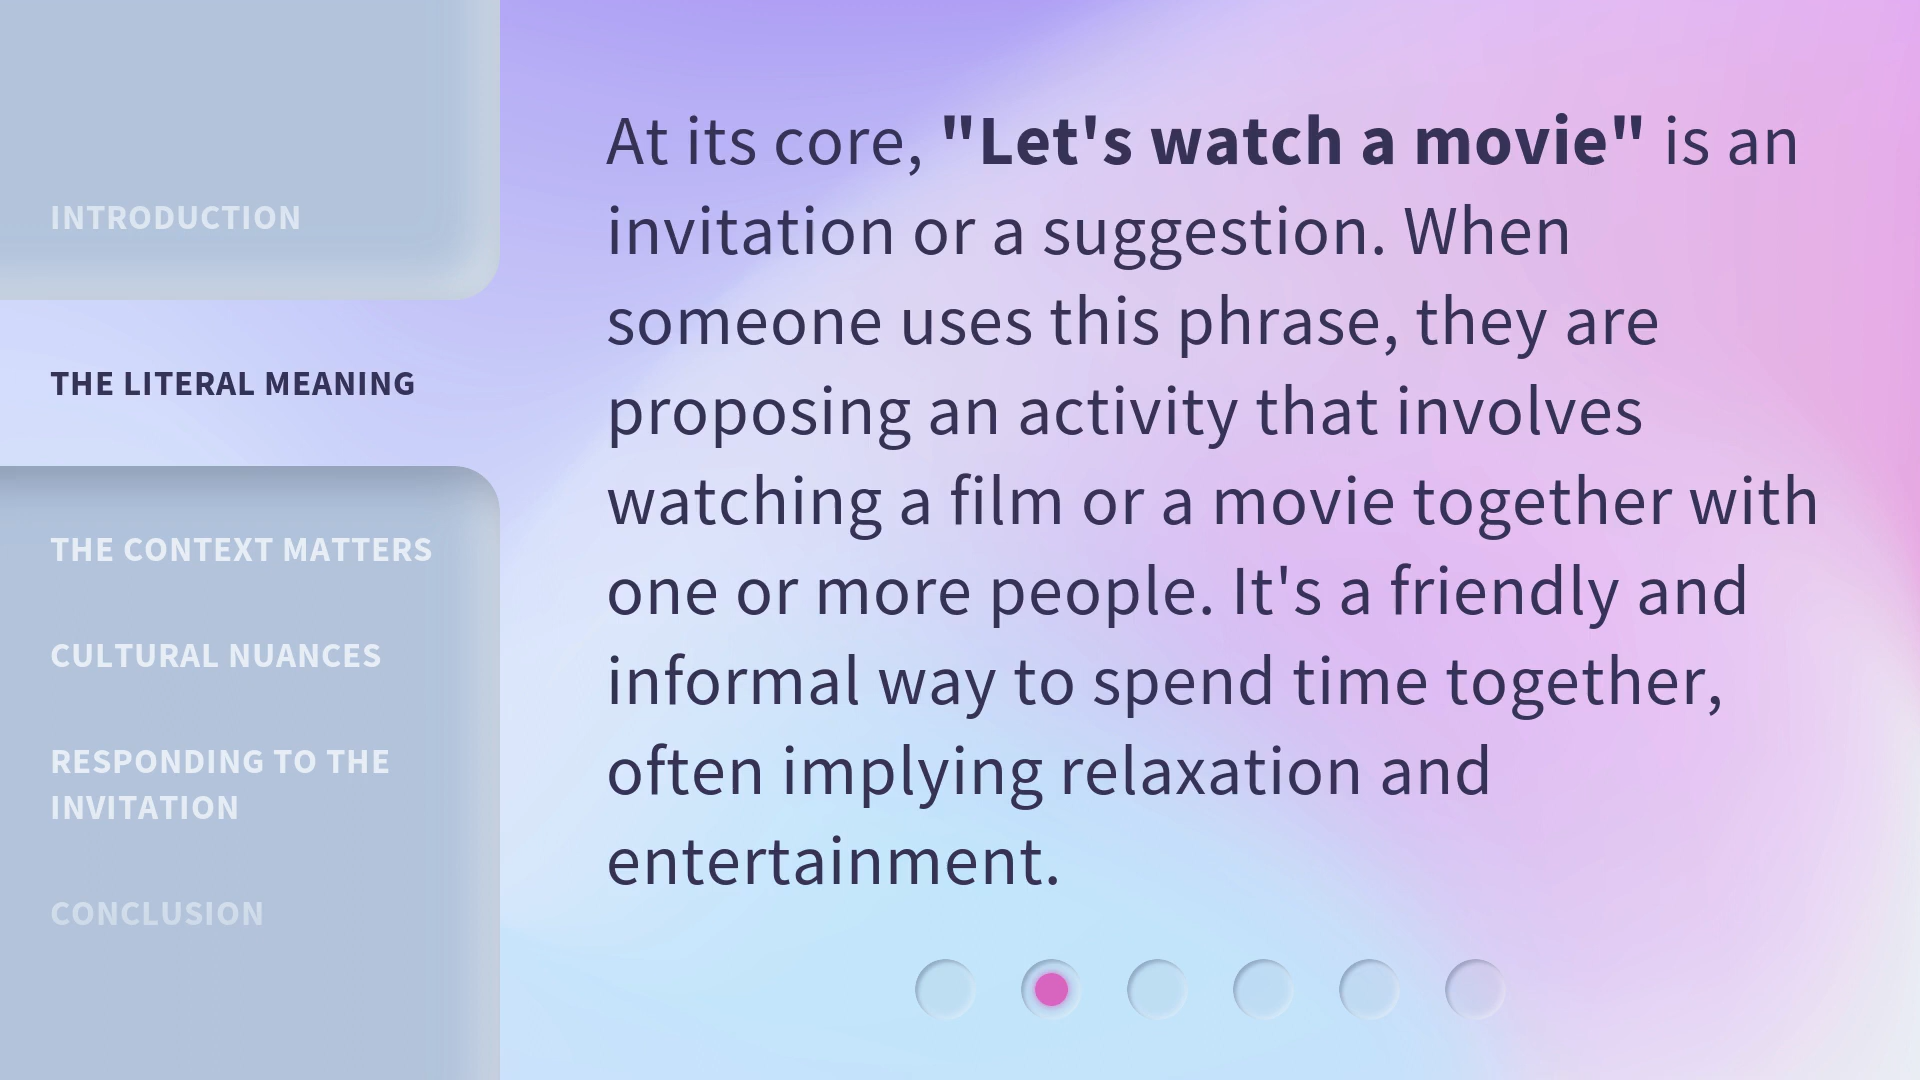 INTRODUCTION
THE LITERAL MEANING
THE CONTEXT MATTERS
CULTURAL NUANCES
RESPONDING TO THE
INVITATION
CONCLUSION
At its core, "Let's watch a movie" is an
invitation or a suggestion. When
someone uses this phrase, they are
proposing an activity that involves
watching a film or a movie together with
one or more people. It's a friendly and
informal way to spend time together,
often implying relaxation and
entertainment.